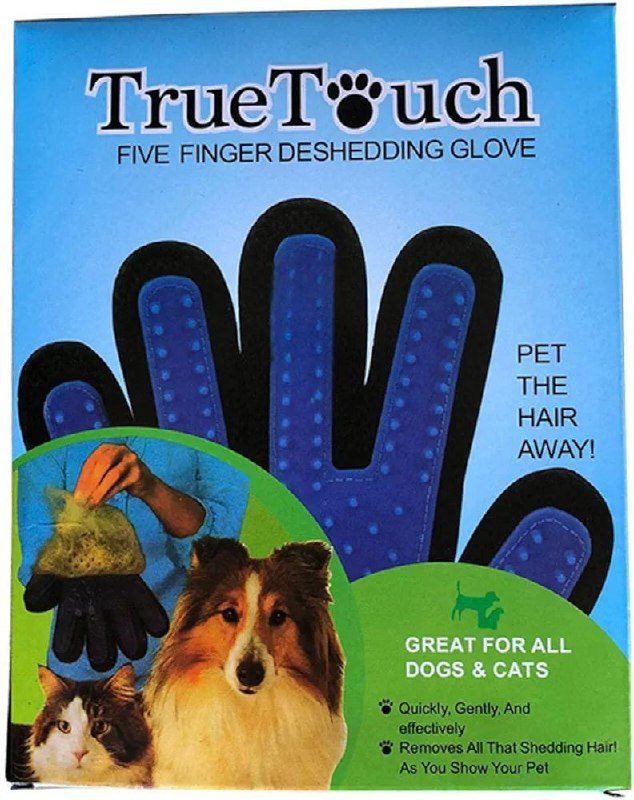 TrueTouch
FIVE FINGER DESHEDDING GLOVE
PET
THE
HAIR
AWAY!
GREAT FOR ALL
DOGS & CATS
Quickly, Gently, And
effectively
Removes All That Shedding Hair!
As You Show Your Pet